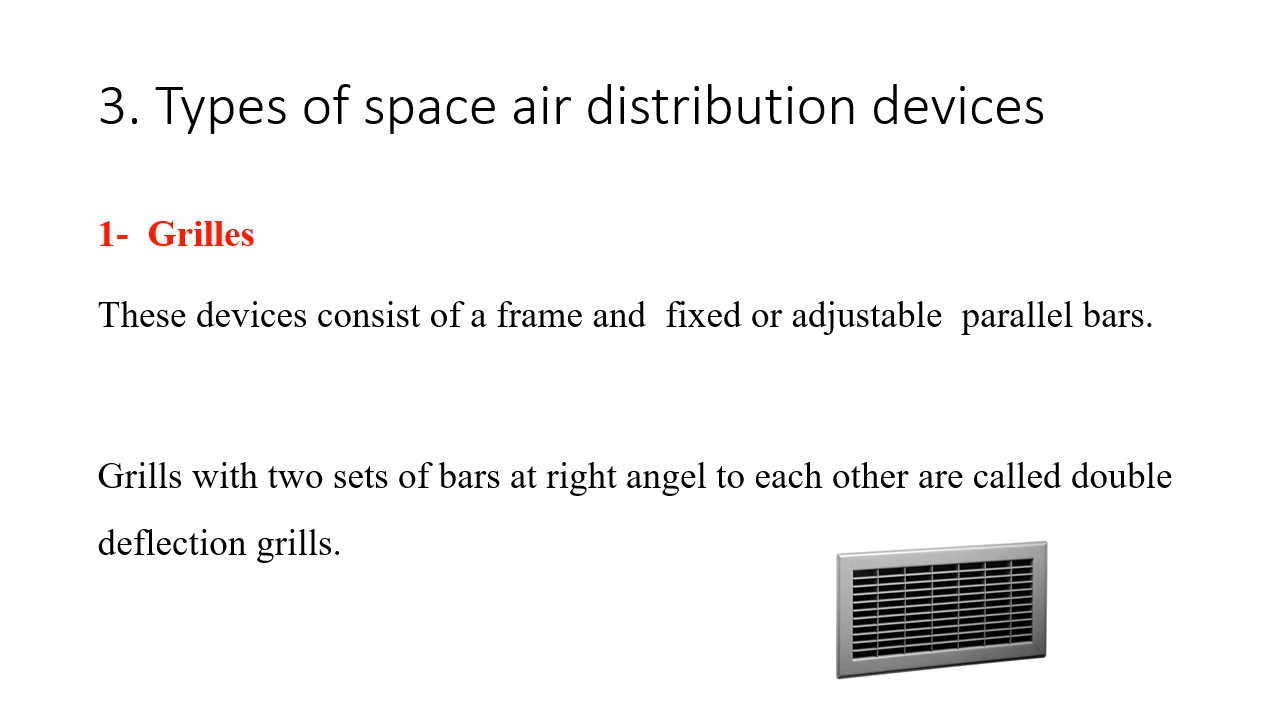 3. Types of space air distribution devices
1-  Grilles
These devices consist of a frame and  fixed or adjustable  parallel bars.
Grills with two sets of bars at right angel to each other are called double
deflection grills.